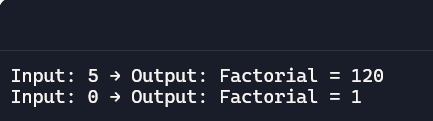 Input: 5 → Output: Factorial = 120
Input: 0 → Output: Factorial = 1